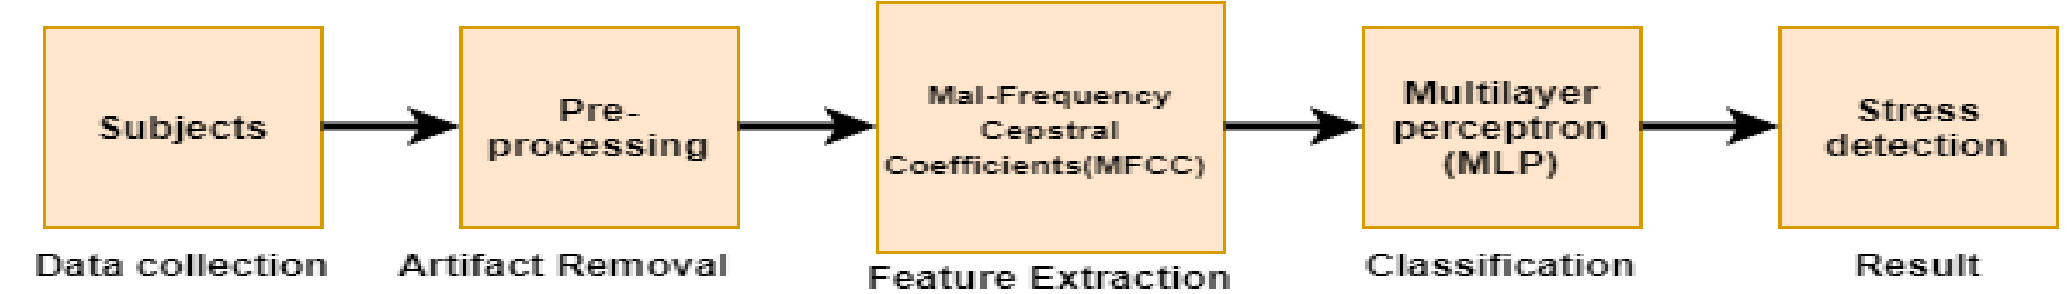 Subjects
Data collection
Pre-
processing
Artifact Removal
Mal-Frequency
Cepstral
Coefficients(MFCC)
Feature Extraction
Multilayer
perceptron
(MLP)
Classification
Stress
detection
Result